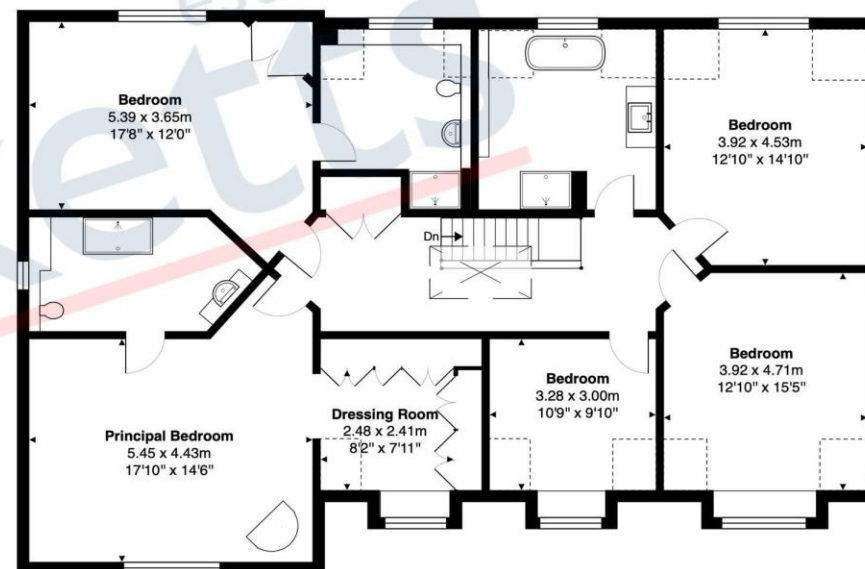 Bedroom
5.39 x 3.65m
17'8" x 12'0"
Bedroom
3.92 x 4.53m
12'10" x 14'10"
Dn
Principal Bedroom
5.45 x 4.43m
17'10" x 14'6"
Dressing Room
2.48 x 2.41m
8'2" x 7'11"
Bedroom
3.28 x 3.00m
10'9" x 9'10"
Bedroom
3.92 x 4.71m
12'10" x 15'5"